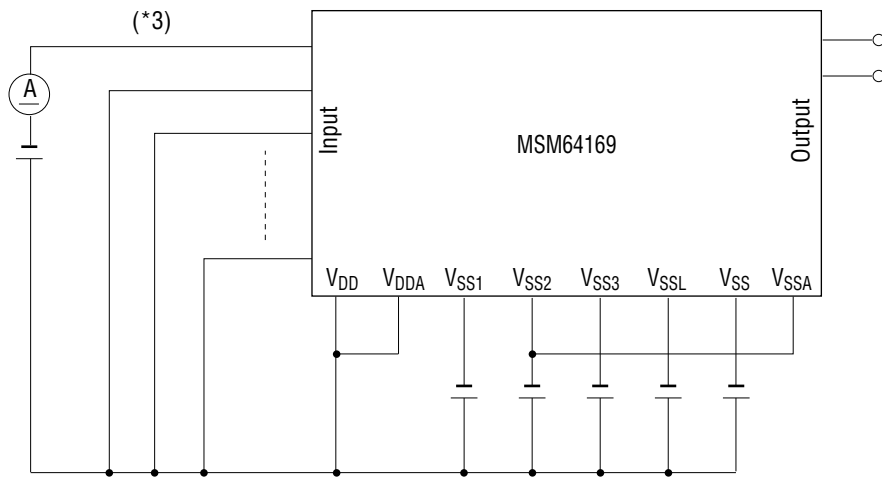 (*3)
A
Input
MSM64169
Output
VDD VDDA VSS1 VSS2 VSS3 VSSL VSS VSSA